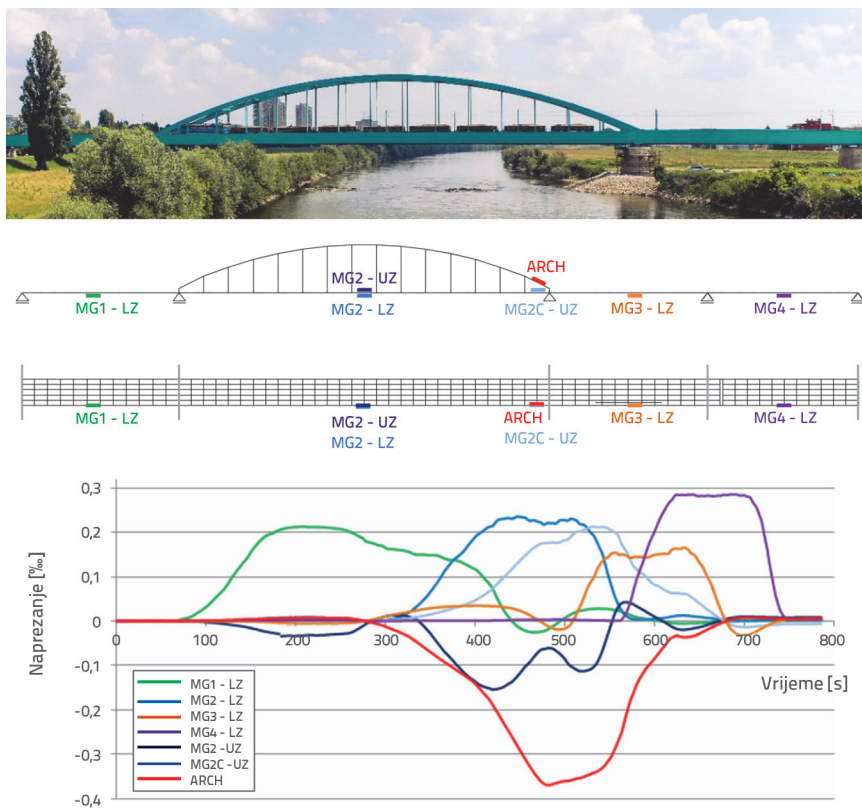 ARCH
MG2 - UZ
MG1 - LZ
MG2 - LZ
MG2C - UZ
MG3 - LZ
MG4 - LZ
MG1 - LZ
MG2 - UZ
MG2 - LZ
ARCH
MG2C - UZ
MG3 - LZ
MG4 - LZ
Naprezanje [‰]
0,3
0,2
0,1
0
-0,1
-0,2
-0,3
-0,4
0
100
200
300
400
500
600
700
800
Vrijeme [s]
MG1 - LZ
MG2 - LZ
MG3 - LZ
MG4 - LZ
MG2 -UZ
MG2C -UZ
ARCH